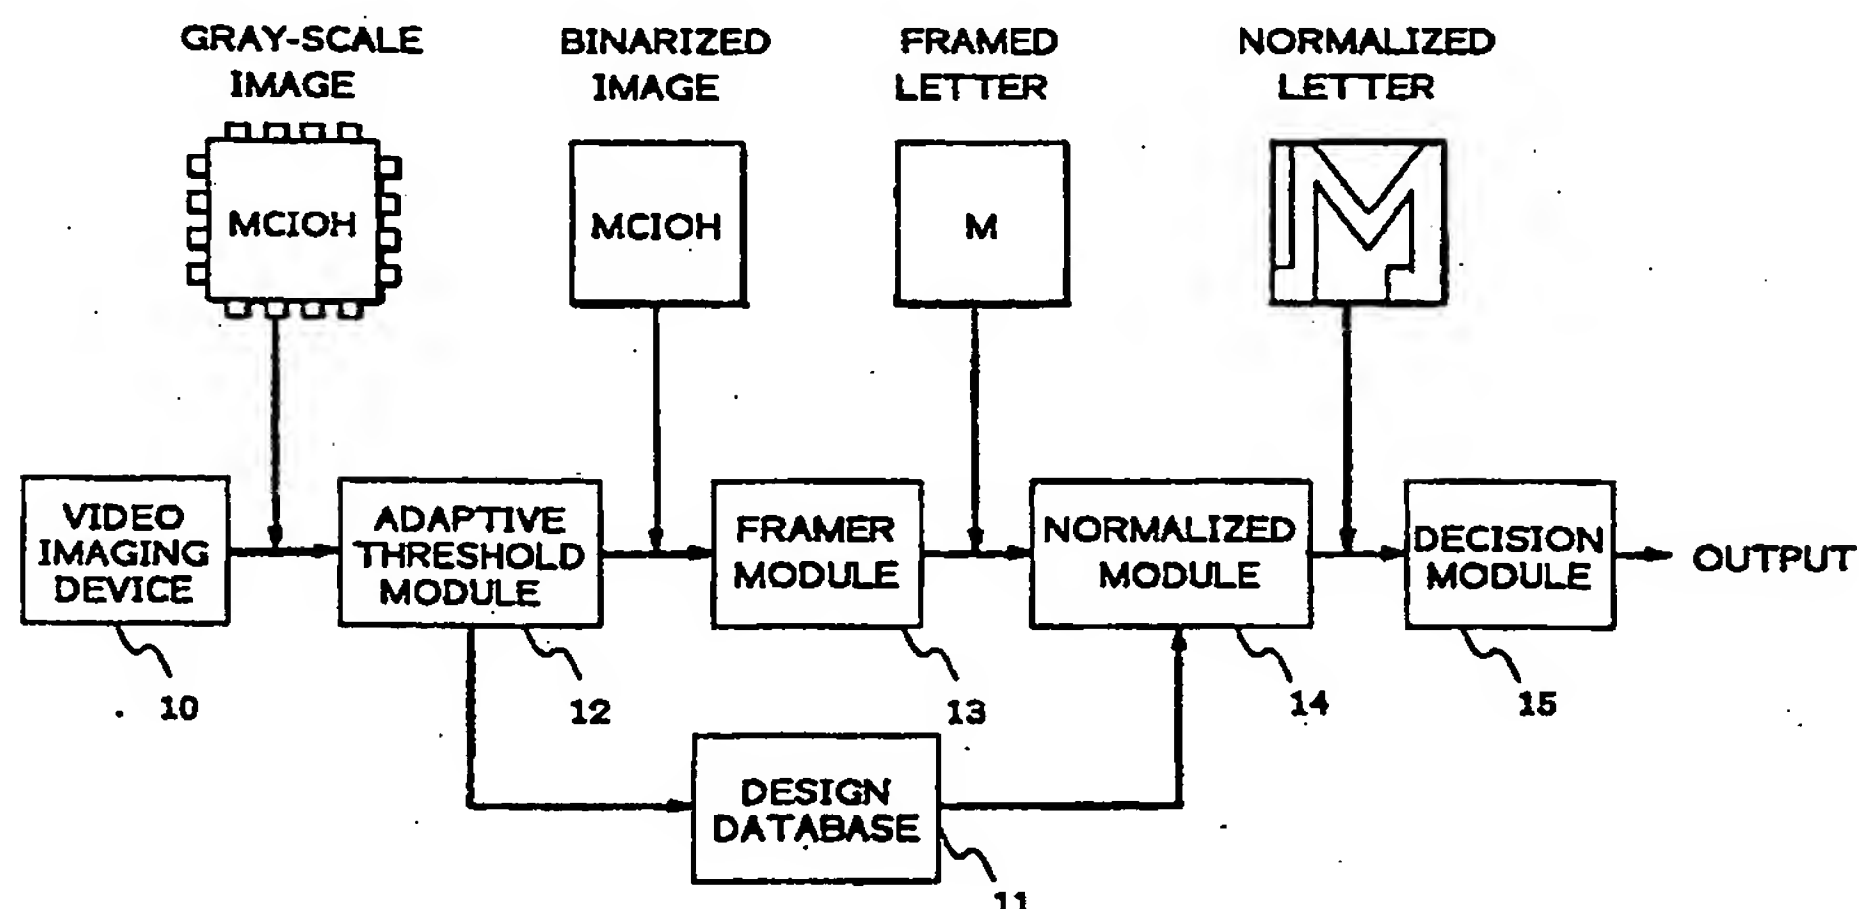 GRAY-SCALE
IMAGE
BINARIZED
IMAGE
FRAMED
LETTER
NORMALIZED
LETTER
MCIOH
MCIOH
M
M
VIDEO
IMAGING
DEVICE
ADAPTIVE
THRESHOLD
MODULE
FRAMER
MODULE
NORMALIZED
MODULE
DECISION
MODULE
OUTPUT
10
12
13
14
15
DESIGN
DATABASE
11